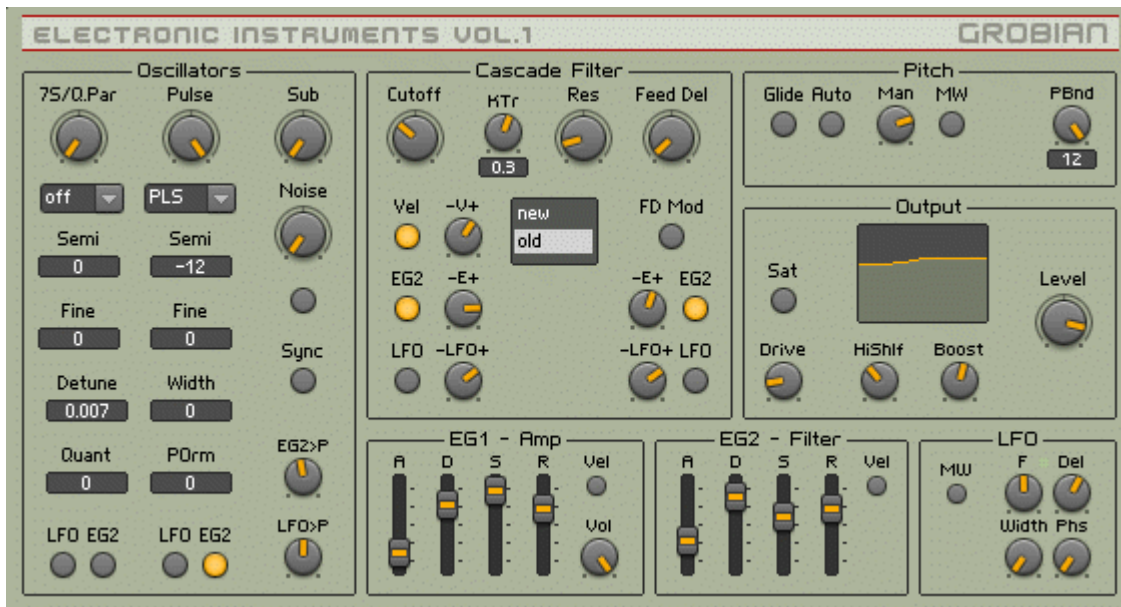 ELECTRONIC INSTRUMENTS VOL.1
GROBIAN
Oscillators
7S/Q.Par Pulse Sub
off PLS
Noise
Semi Semi
0 -12
Fine Fine
0 0
Sync
Detune Width
0.007 0
Quant POrm
0 0
EG2>P
LFO EG2 LFO EG2
LFO>P
Cascade Filter
Cutoff KTr Res Feed Del
0.3
Vel -V+
new
old
FD Mod
EG2 -E+ -E+ EG2
LFO -LFO+ -LFO+ LFO
Pitch
Glide Auto Man MW PBnd
12
Output
Sat Level
Drive HiShlf Boost
EG1 - Amp
A D S R Vel
Vol
EG2 - Filter
A D S R Vel
LFO
MW F Del
Width Phs